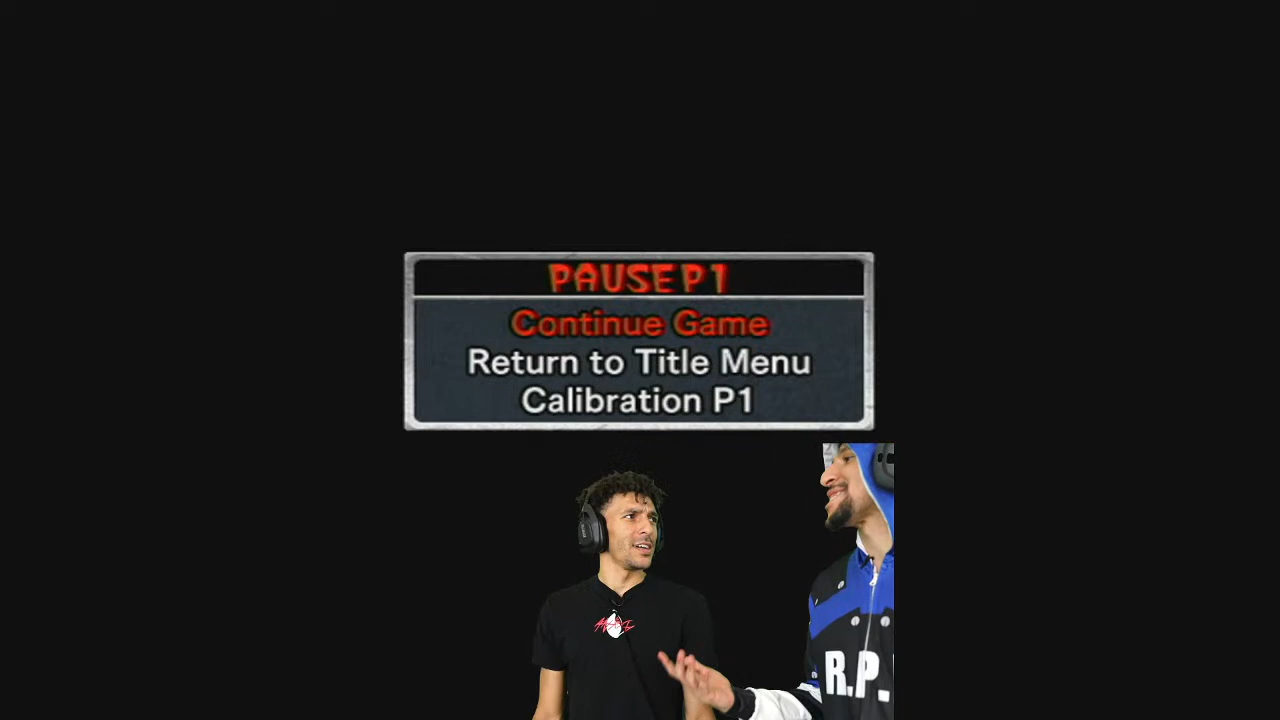 PAUSE P1
Continue Game
Return to Title Menu
Calibration P1
R.P.